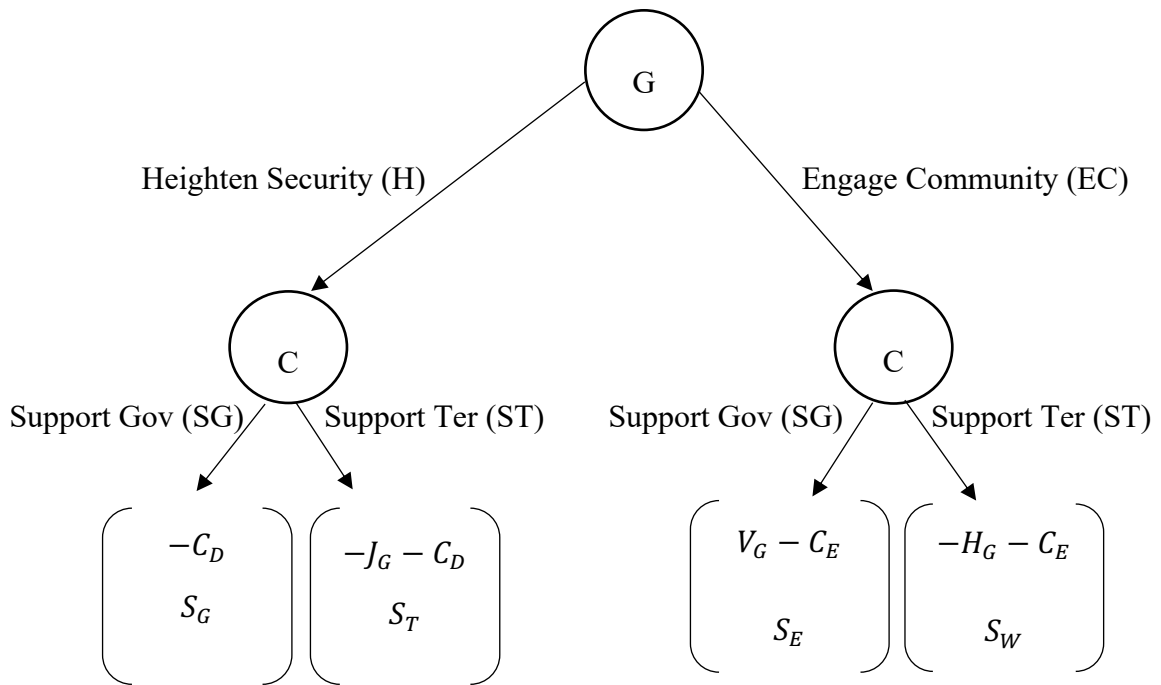 G
Heighten Security (H)
Engage Community (EC)
C
C
Support Gov (SG)
Support Ter (ST)
Support Gov (SG)
Support Ter (ST)
−C_D
S_G
−J_G − C_D
S_T
V_G − C_E
S_E
−H_G − C_E
S_W